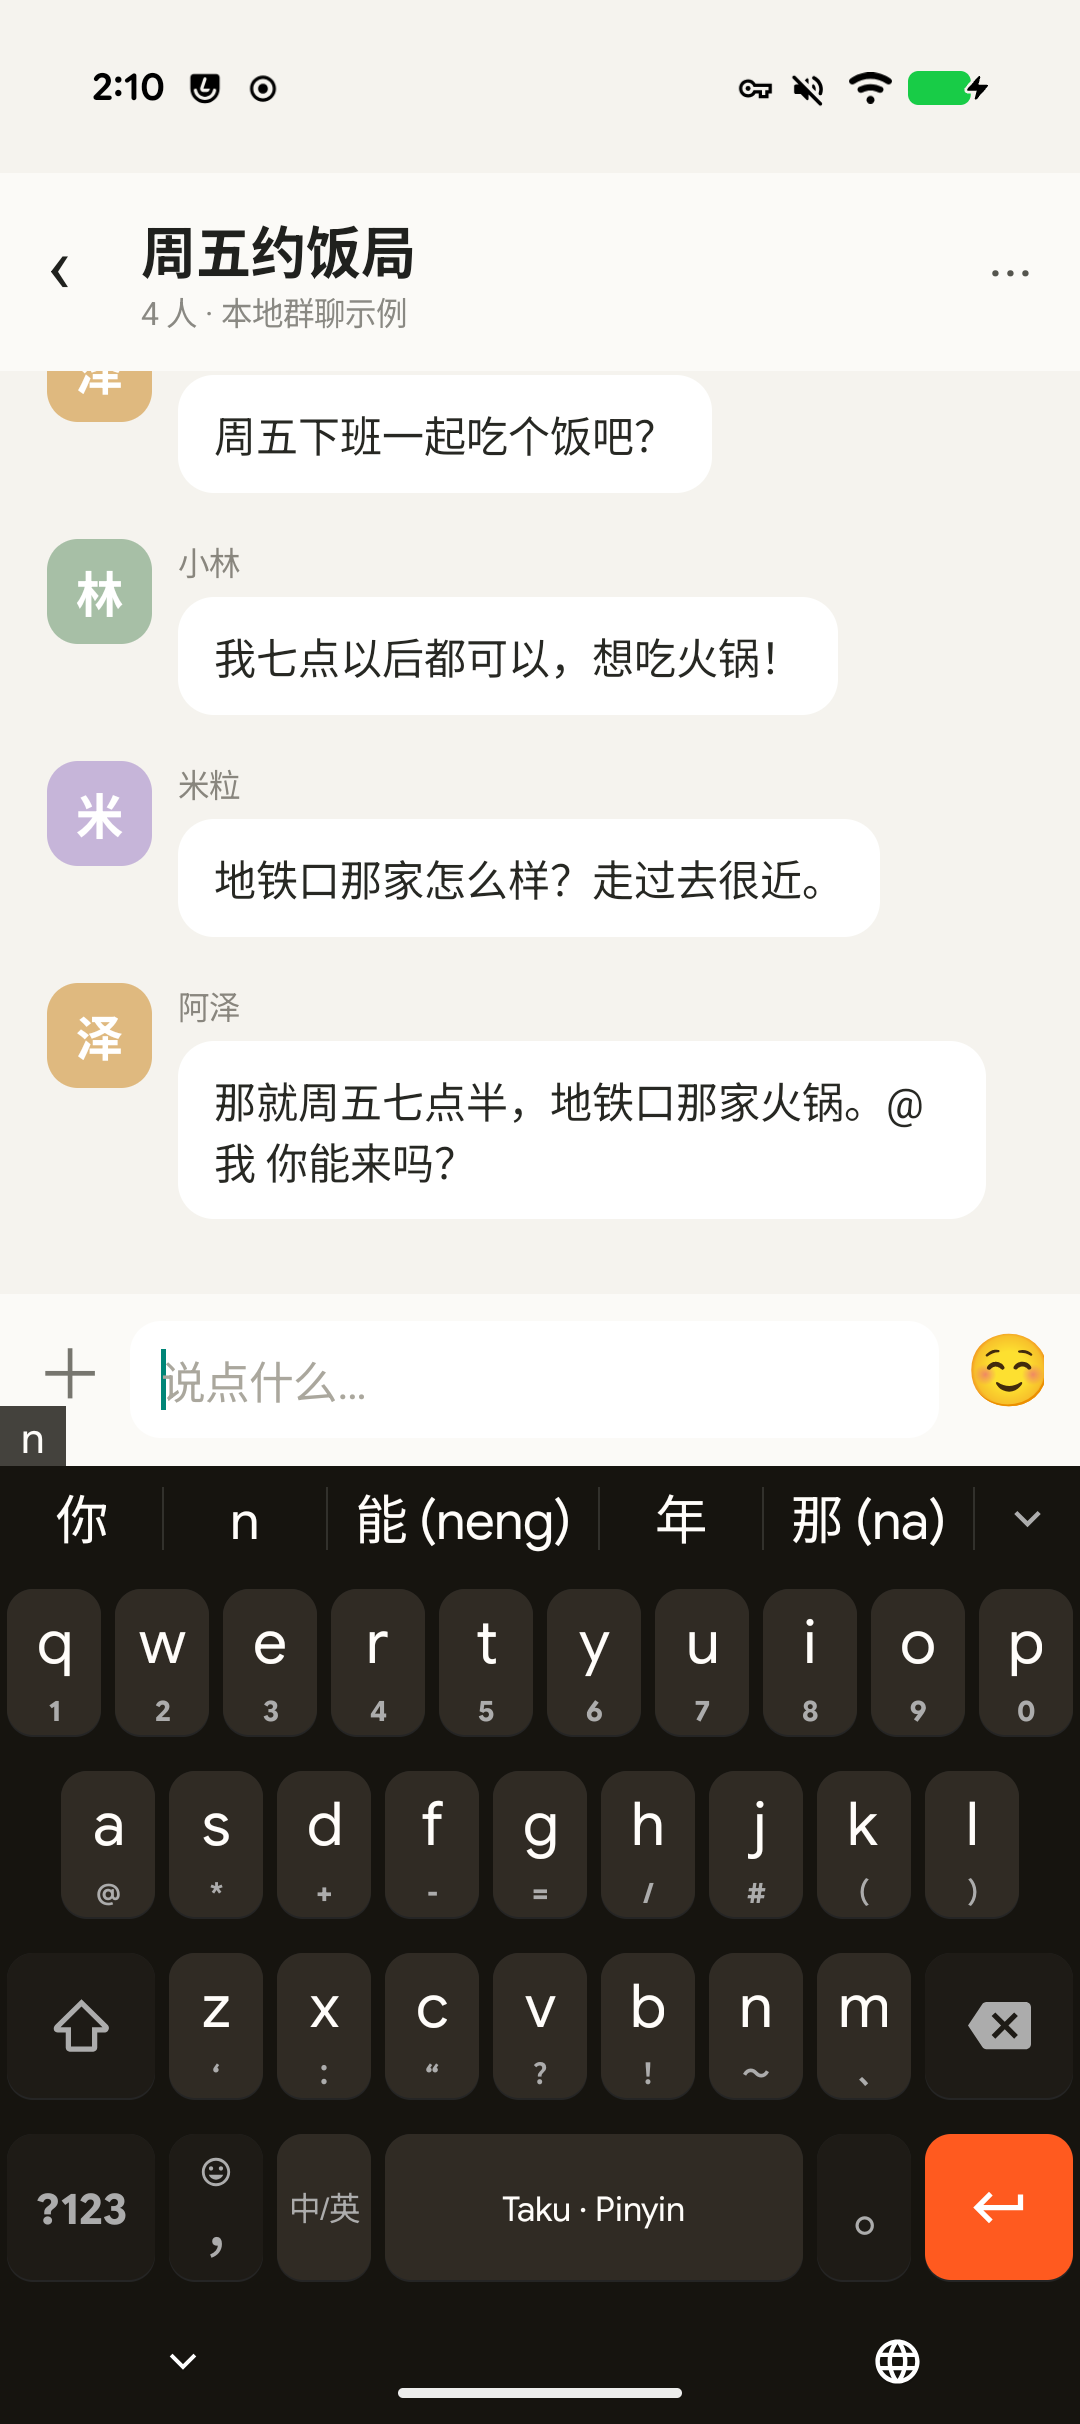 2:10
‹
周五约饭局
4 人 · 本地群聊示例
...
泽
周五下班一起吃个饭吧？
林
小林
我七点以后都可以，想吃火锅！
米
米粒
地铁口那家怎么样？走过去很近。
泽
阿泽
那就周五七点半，地铁口那家火锅。@
我 你能来吗？
说点什么...
n
你 n 能 (neng) 年 那 (na)
q w e r t y u i o p
1 2 3 4 5 6 7 8 9 0
a s d f g h j k l
@ * + - = / # ( )
z x c v b n m
‘ : “ ? ! ～ 、
?123 ， 中/英 Taku · Pinyin 。